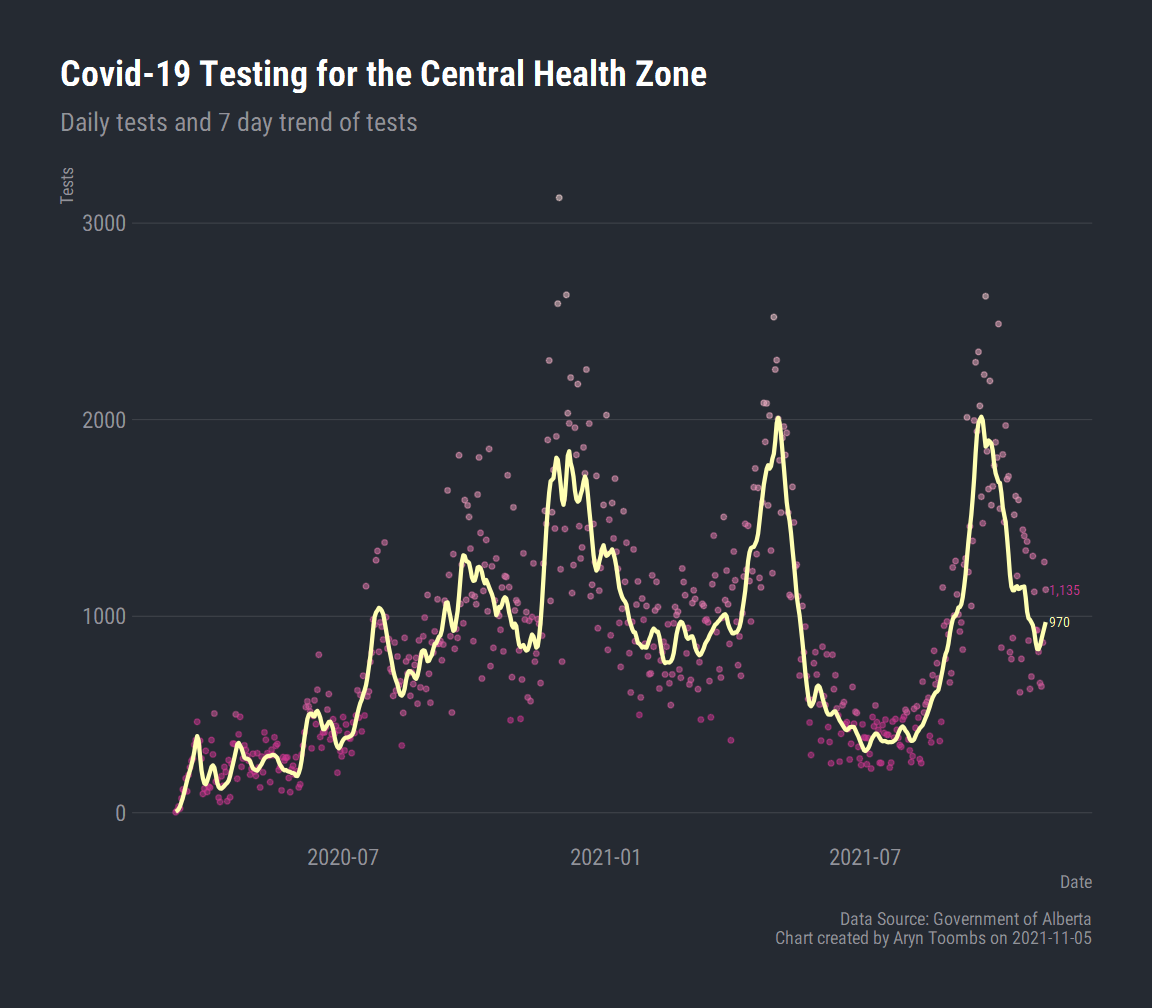 Covid-19 Testing for the Central Health Zone
Daily tests and 7 day trend of tests
Tests
3000
2000
1000
0
1,135
970
2020-07
2021-01
2021-07
Date
Data Source: Government of Alberta
Chart created by Aryn Toombs on 2021-11-05